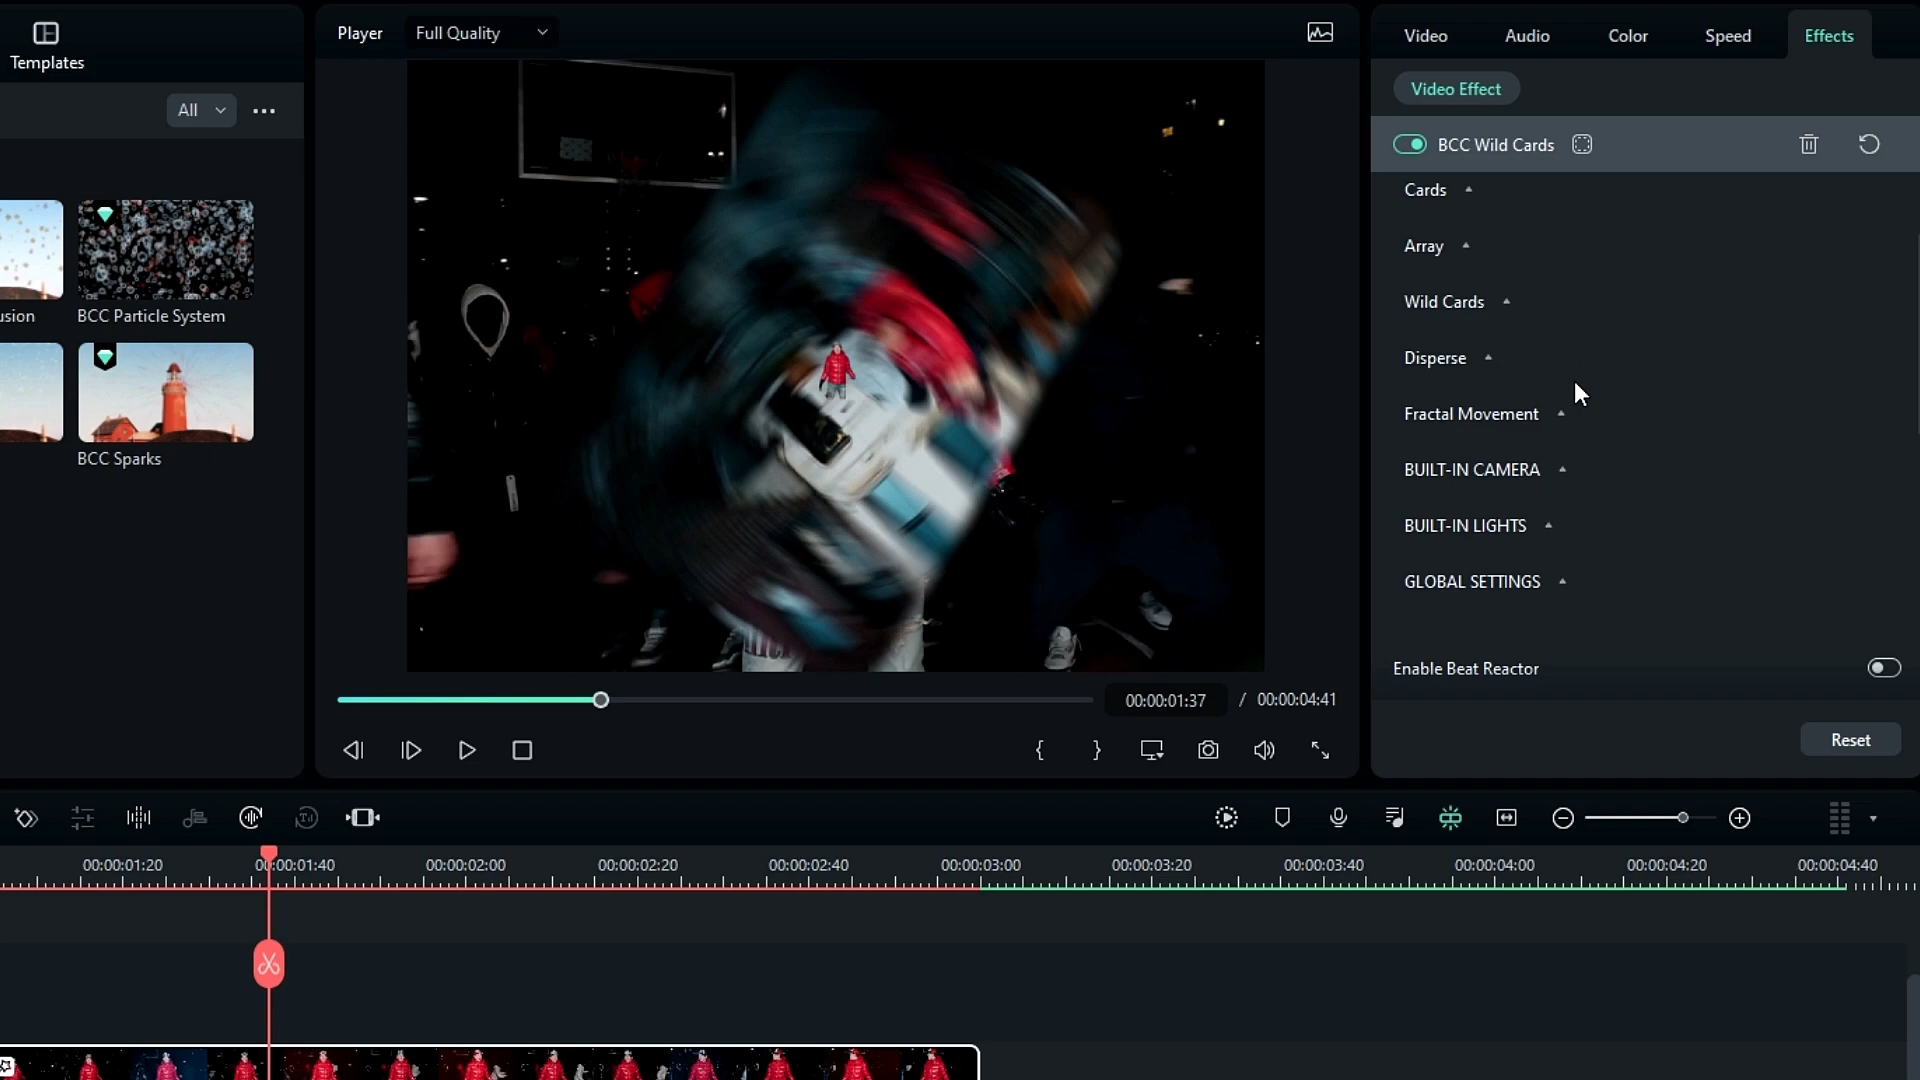 Templates
All
usion
BCC Particle System
BCC Sparks
Player
Full Quality
00:00:01:37 / 00:00:04:41
{ }
Video Audio Color Speed Effects
Video Effect
BCC Wild Cards
Cards
Array
Wild Cards
Disperse
Fractal Movement
BUILT-IN CAMERA
BUILT-IN LIGHTS
GLOBAL SETTINGS
Enable Beat Reactor
Reset
00:00:01:20 00:00:01:40 00:00:02:00 00:00:02:20 00:00:02:40 00:00:03:00 00:00:03:20 00:00:03:40 00:00:04:00 00:00:04:20 00:00:04:40